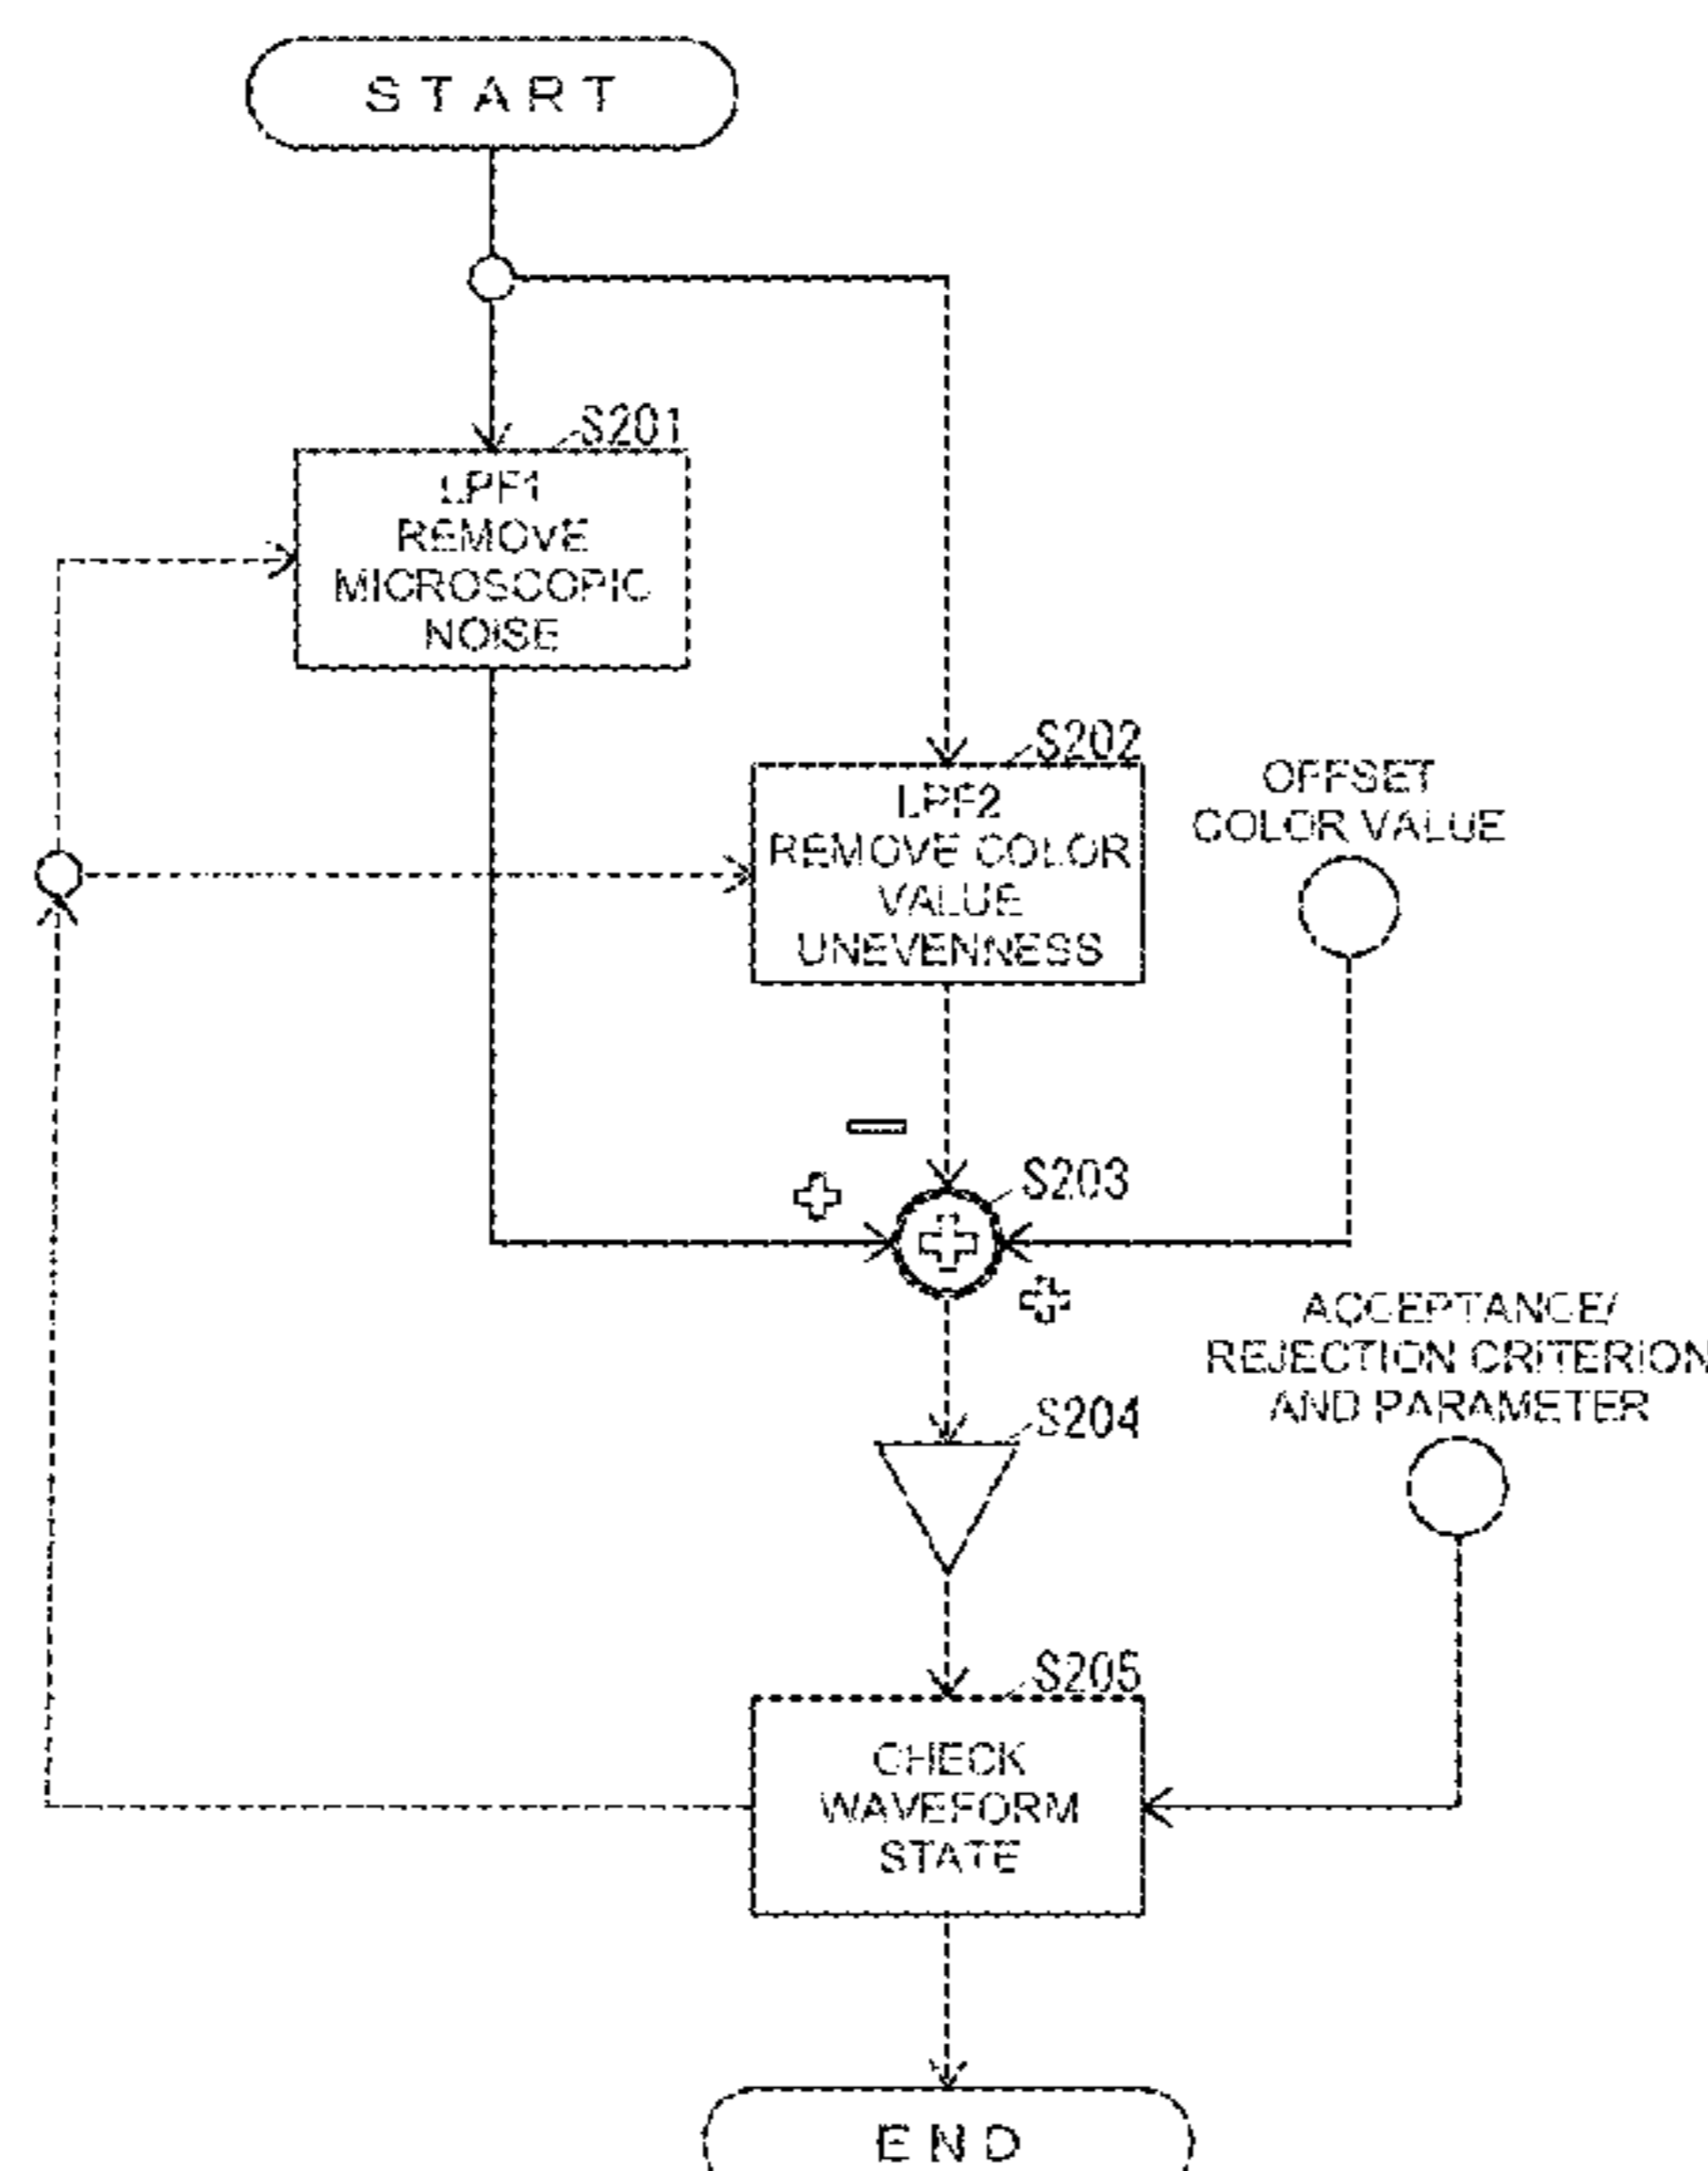 START
S201
LPF1
REMOVE
MICROSCOPIC
NOISE
S202
LPF2
REMOVE COLOR
VALUE
UNEVENNESS
OFFSET
COLOR VALUE
−
+
S203
+
+
ACCEPTANCE/
REJECTION CRITERION
AND PARAMETER
S204
S205
CHECK
WAVEFORM
STATE
END